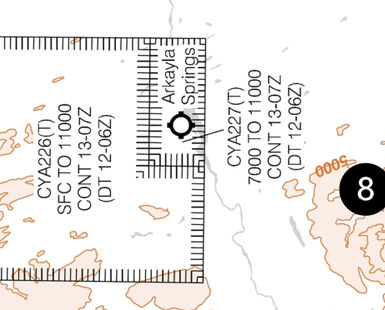 CYA226(T)
SFC TO 11000
CONT 13-07Z
(DT 12-06Z)
Arkayla
Springs
CYA227(T)
7000 TO 11000
CONT 13-07Z
(DT 12-06Z)
5000
8